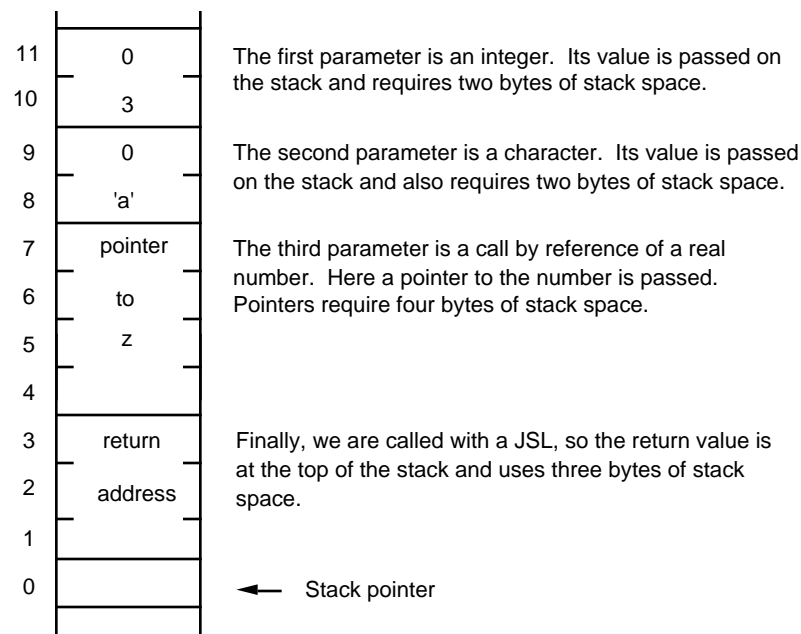 11 0 The first parameter is an integer. Its value is passed on
the stack and requires two bytes of stack space.
10 3
9 0 The second parameter is a character. Its value is passed
on the stack and also requires two bytes of stack space.
8 'a'
7 pointer The third parameter is a call by reference of a real
number. Here a pointer to the number is passed.
6 to Pointers require four bytes of stack space.
5 z
4
3 return Finally, we are called with a JSL, so the return value is
at the top of the stack and uses three bytes of stack
2 address space.
1
0 Stack pointer